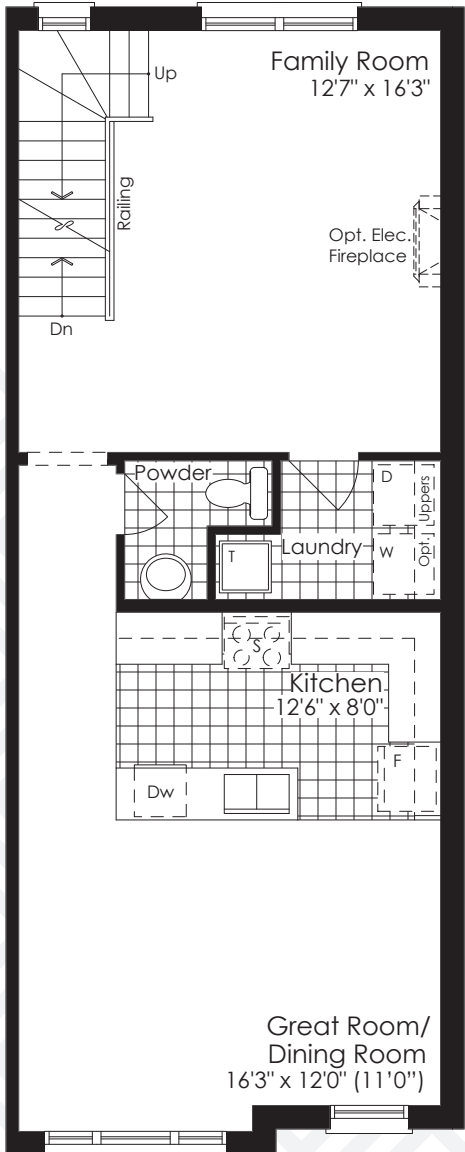 Family Room
12'7" x 16'3"
Up
Railing
Opt. Elec.
Fireplace
Dn
Powder
D
Opt. Uppers
T
Laundry
W
S
Kitchen
12'6" x 8'0"
F
Dw
Great Room/
Dining Room
16'3" x 12'0" (11’0”)